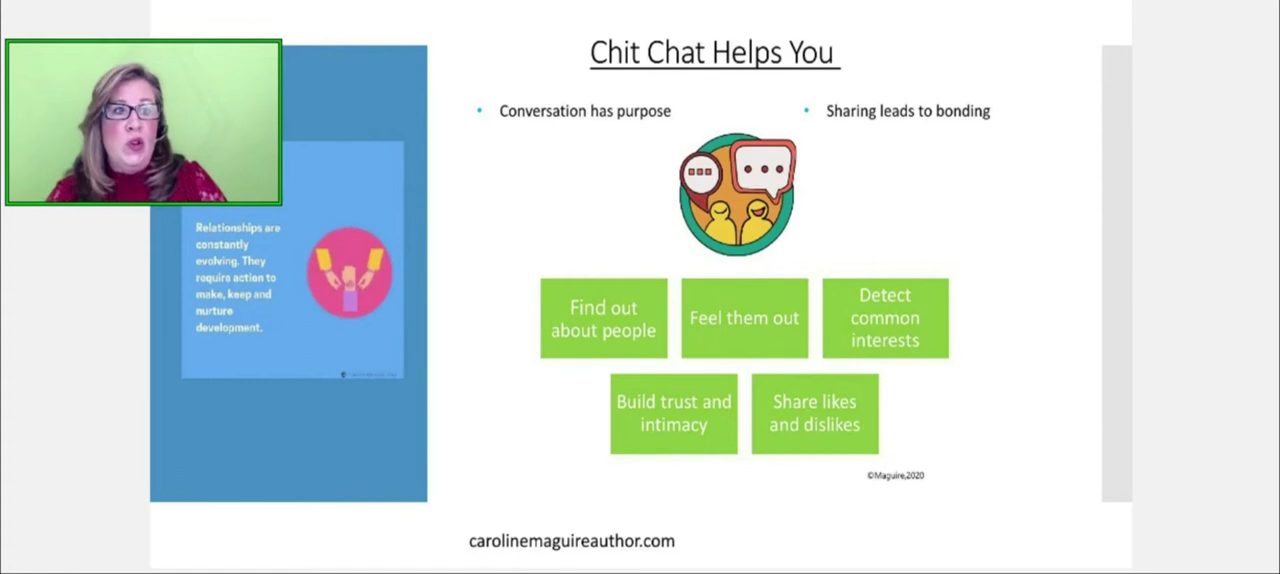 Chit Chat Helps You
• Conversation has purpose
• Sharing leads to bonding
Relationships are
constantly
evolving. They
require action to
make, keep and
nurture
development.
Find out
about people
Feel them out
Detect
common
interests
Build trust and
intimacy
Share likes
and dislikes
©Maguire,2020
carolinemaguireauthor.com